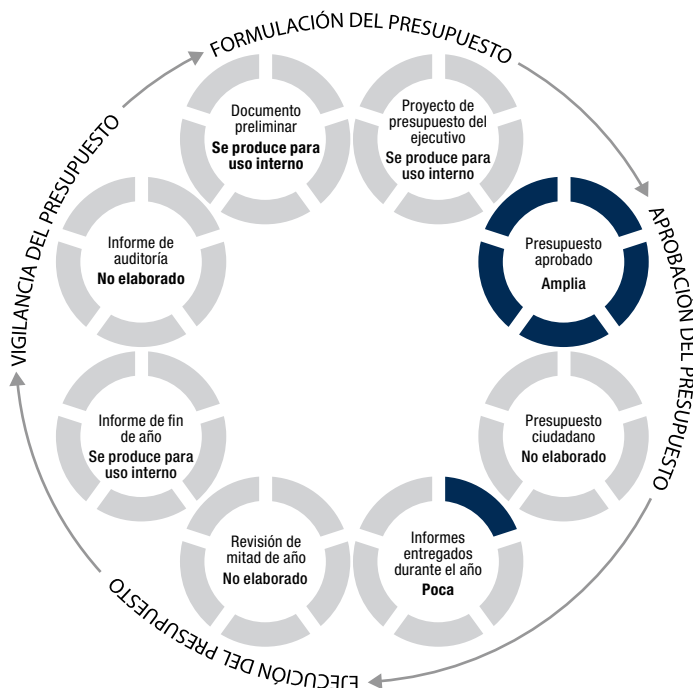 FORMULACIÓN DEL PRESUPUESTO
Documento
preliminar
Se produce para
uso interno
Proyecto de
presupuesto del
ejecutivo
Se produce para
uso interno
APROBACIÓN DEL PRESUPUESTO
Presupuesto
aprobado
Amplia
Presupuesto
ciudadano
No elaborado
EJECUCIÓN DEL PRESUPUESTO
Informes
entregados
durante el año
Poca
Revisión de
mitad de año
No elaborado
Informe de fin
de año
Se produce para
uso interno
VIGILANCIA DEL PRESUPUESTO
Informe de
auditoría
No elaborado